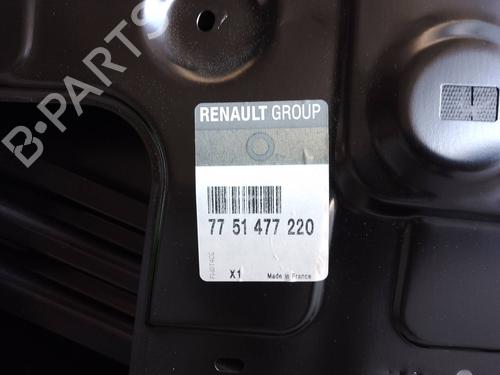 B-PARTS
RENAULT GROUP
77 51 477 220
X1
Made in France